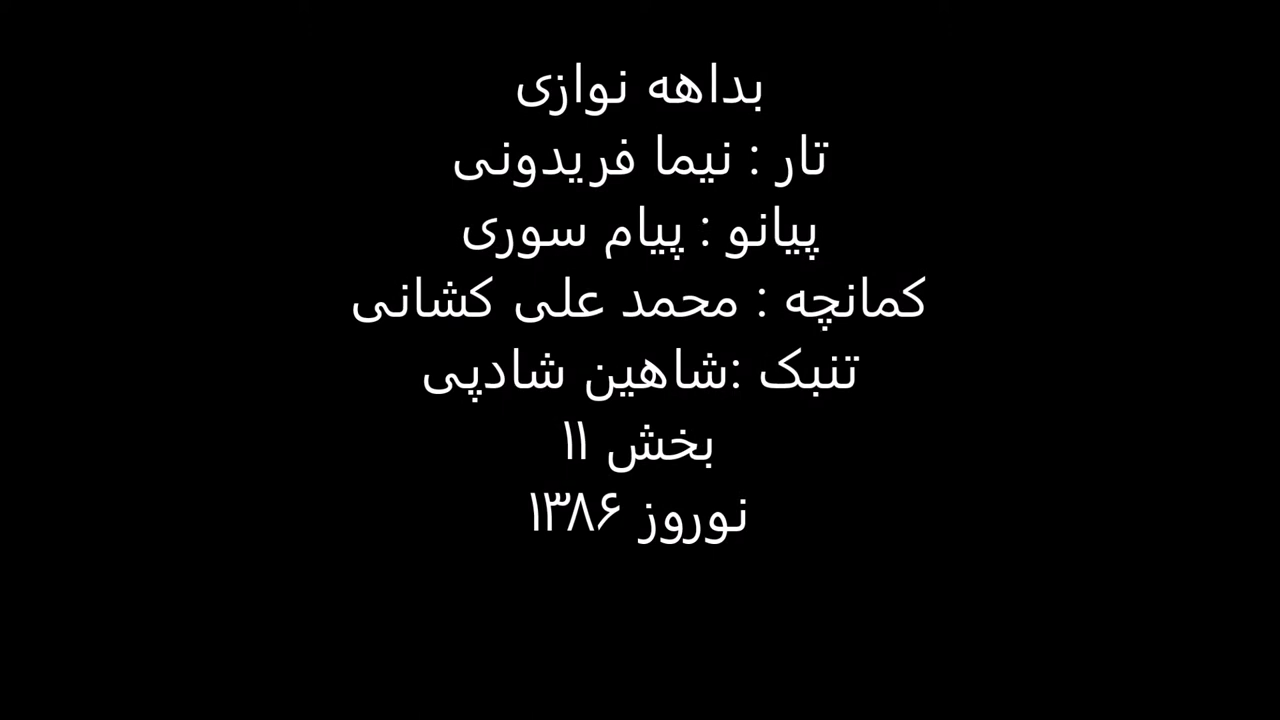 بداهه نوازی
تار : نیما فریدونی
پیانو : پیام سوری
کمانچه : محمد علی کشانی
تنبک :شاهین شادپی
بخش ۱۱
نوروز ۱۳۸۶